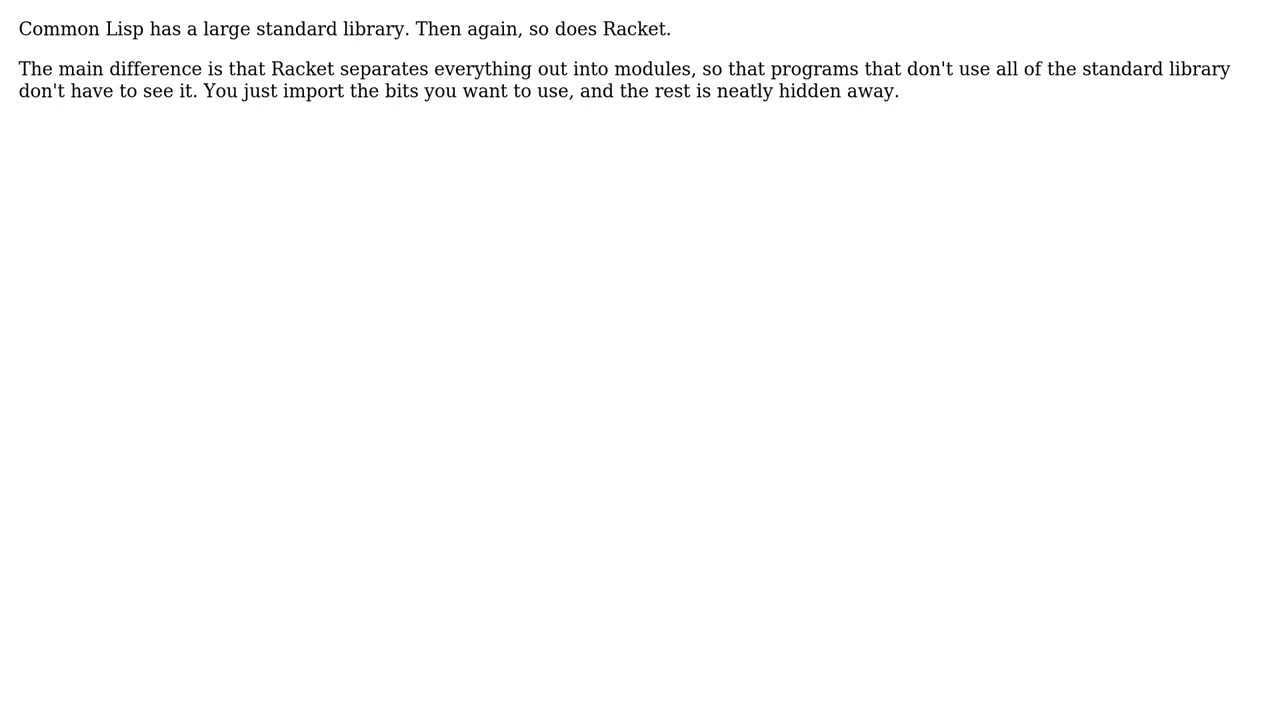 Common Lisp has a large standard library. Then again, so does Racket.
The main difference is that Racket separates everything out into modules, so that programs that don't use all of the standard library
don't have to see it. You just import the bits you want to use, and the rest is neatly hidden away.